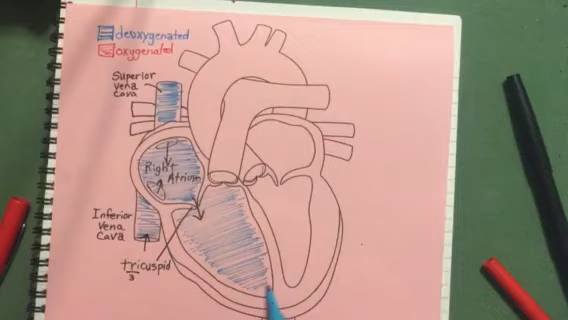 deoxygenated
oxygenated
Superior
Vena
Cava
Right
Atrium
Inferior
Vena
Cava
tricuspid
3